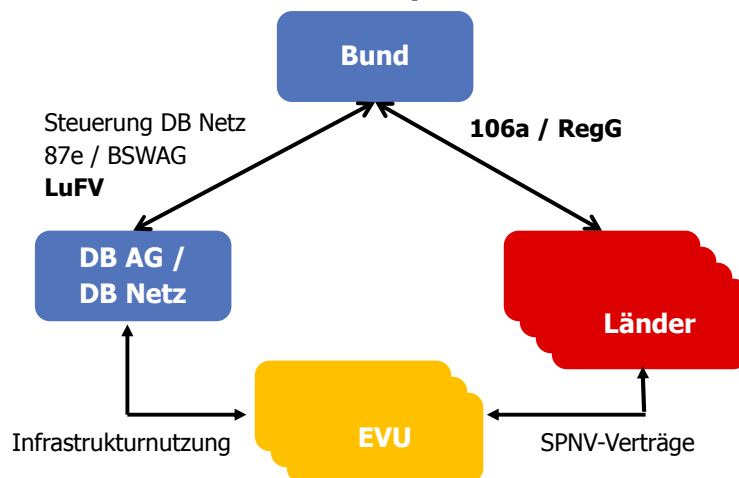 Bund
Steuerung DB Netz
87e / BSWAG
LuFV
106a / RegG
DB AG /
DB Netz
Länder
EVU
Infrastrukturnutzung
SPNV-Verträge